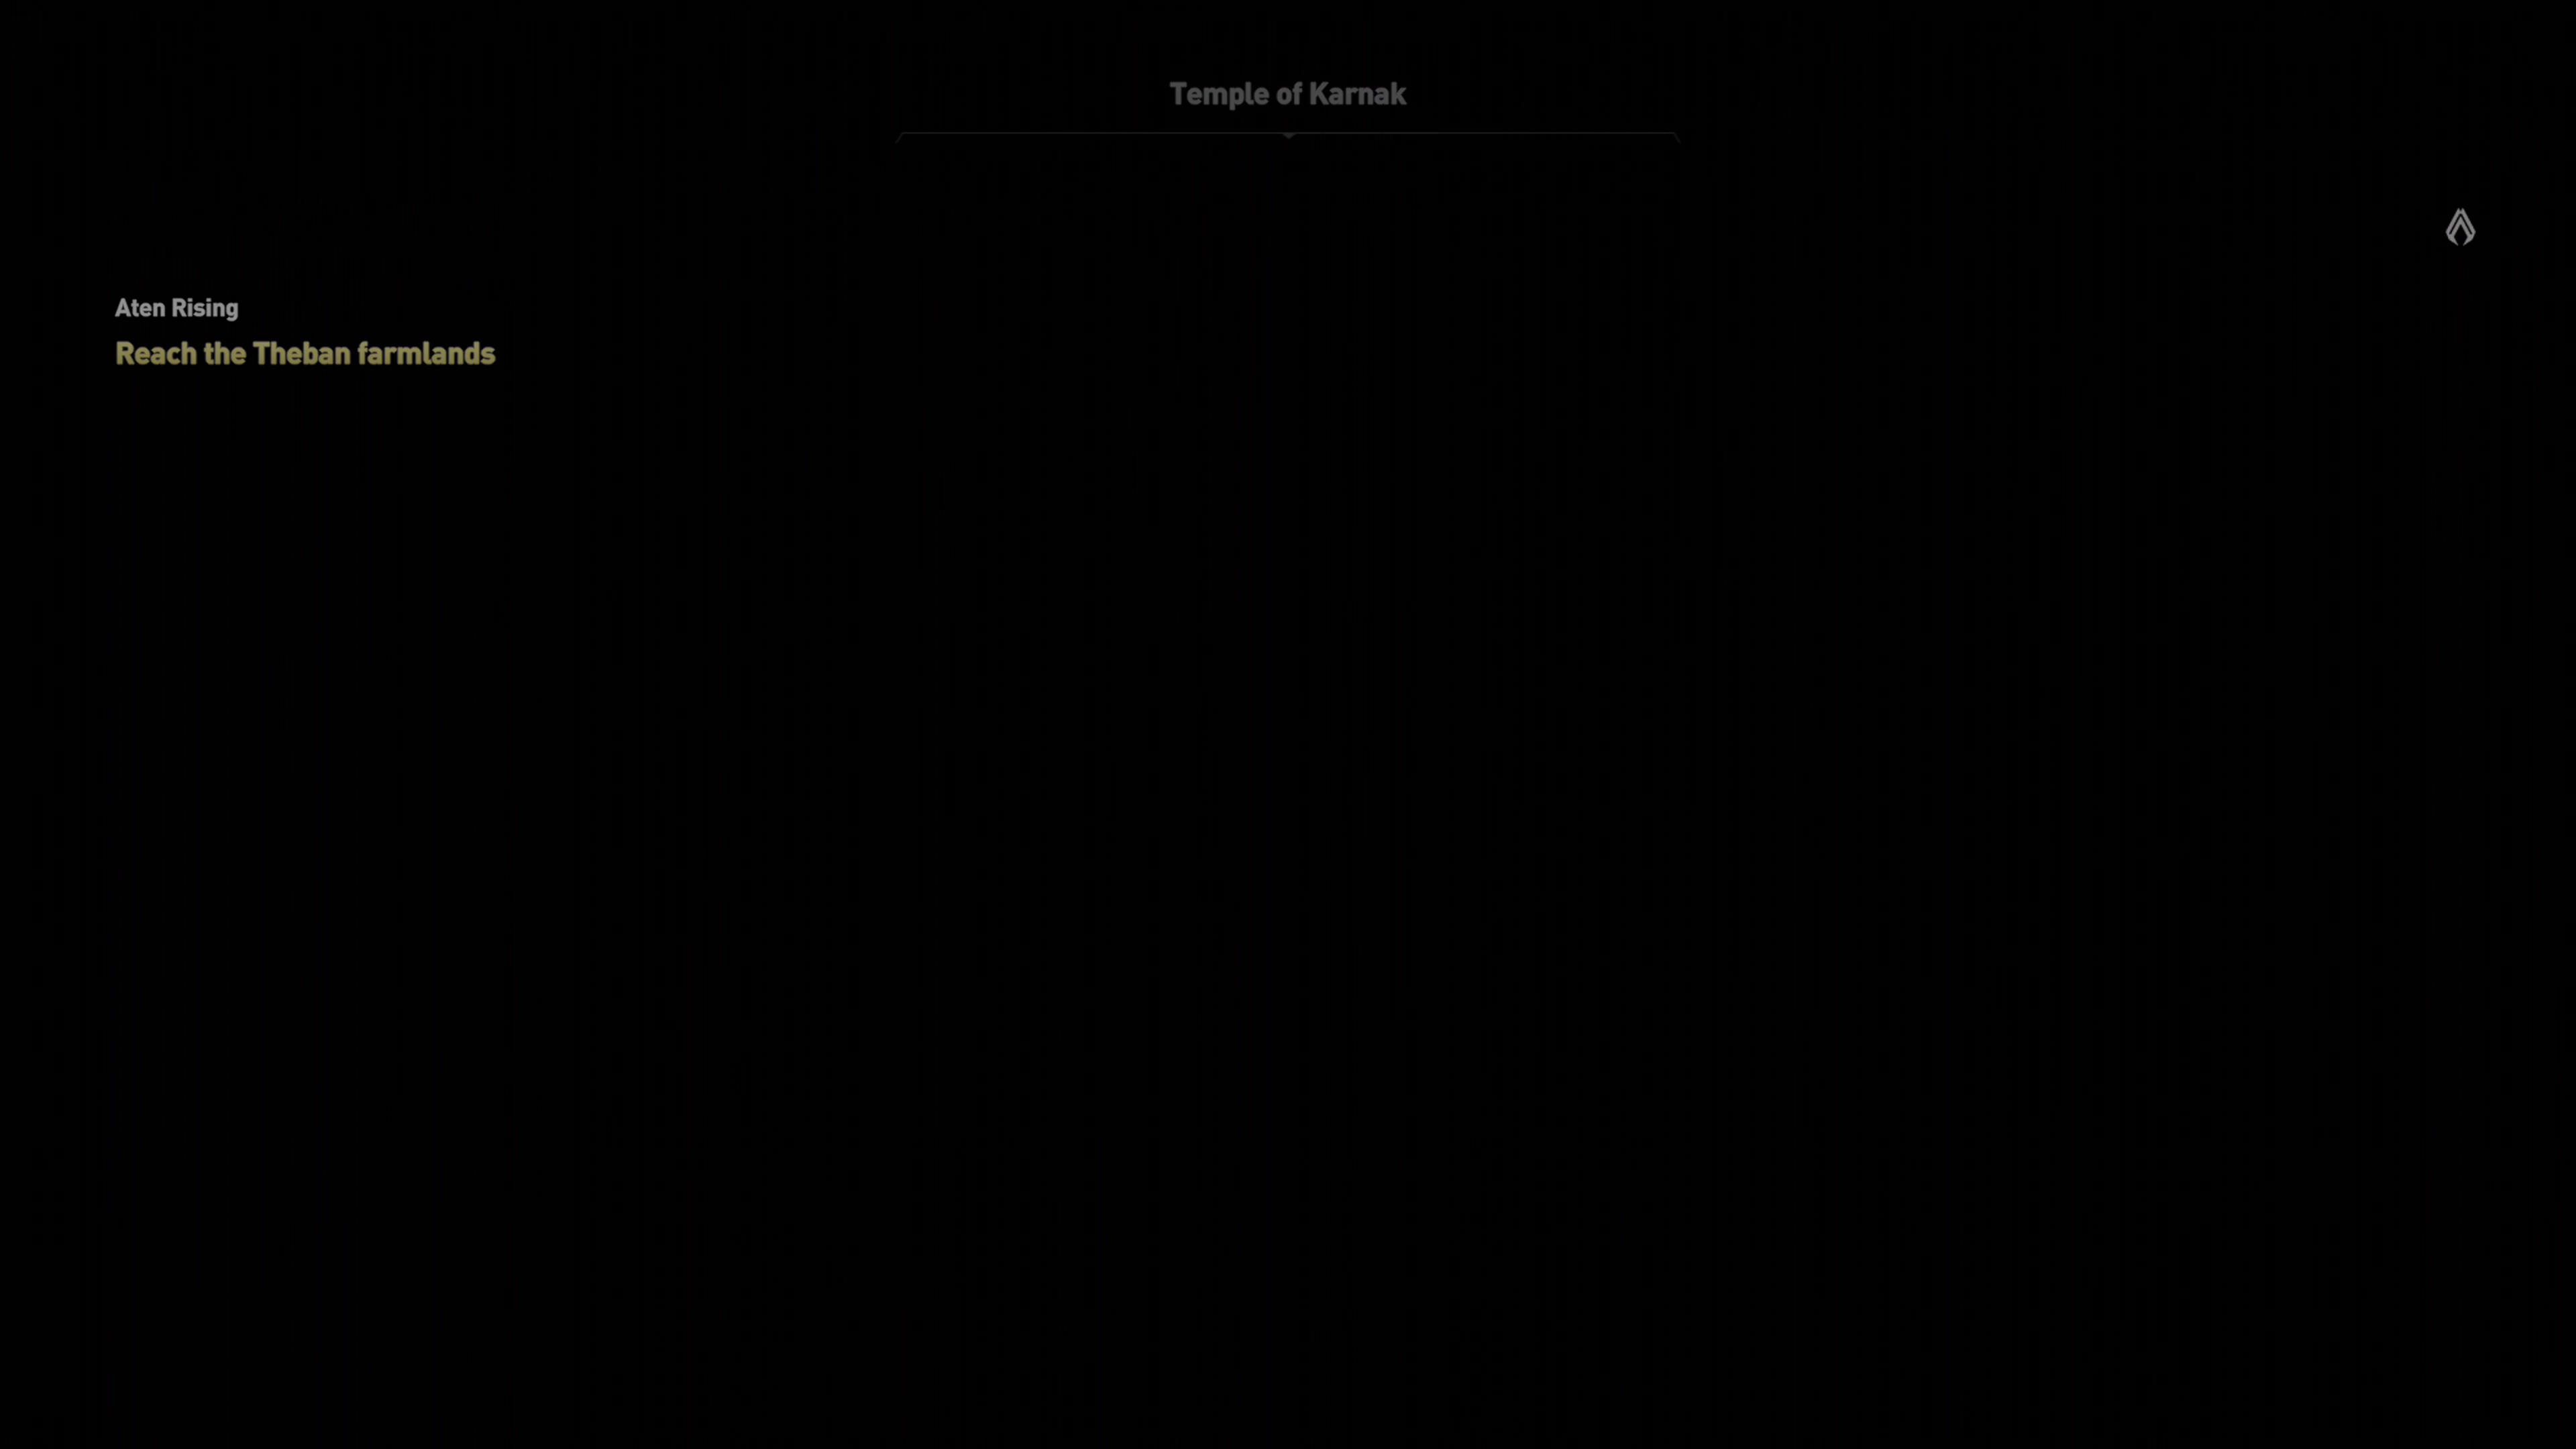 Temple of Karnak
Aten Rising
Reach the Theban farmlands